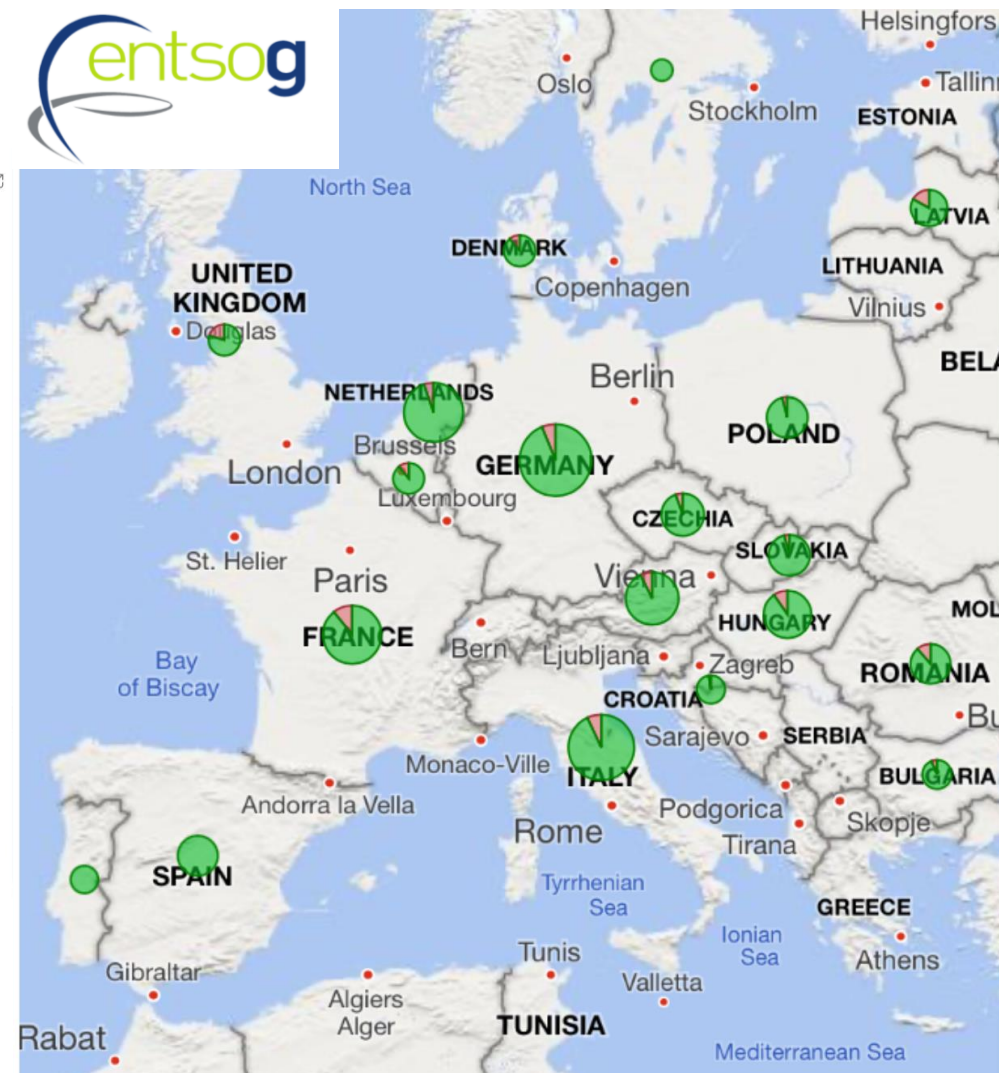 entsog
Helsingfors
Oslo
Tallinn
Stockholm
ESTONIA
North Sea
LATVIA
DENMARK
LITHUANIA
UNITED
KINGDOM
Copenhagen
Vilnius
Douglas
BELA
Berlin
NETHERLANDS
POLAND
Brussels
GERMANY
London
Luxembourg
CZECHIA
SLOVAKIA
St. Helier
Paris
Vienna
MOL
HUNGARY
FRANCE
Bern
Ljubljana
Zagreb
ROMANIA
Bay
of Biscay
CROATIA
Bu
Sarajevo
SERBIA
Monaco-Ville
ITALY
BULGARIA
Andorra la Vella
Podgorica
Skopje
Rome
Tirana
SPAIN
Tyrrhenian
Sea
GREECE
Ionian
Sea
Tunis
Athens
Gibraltar
Valletta
Algiers
Alger
Rabat
TUNISIA
Mediterranean Sea